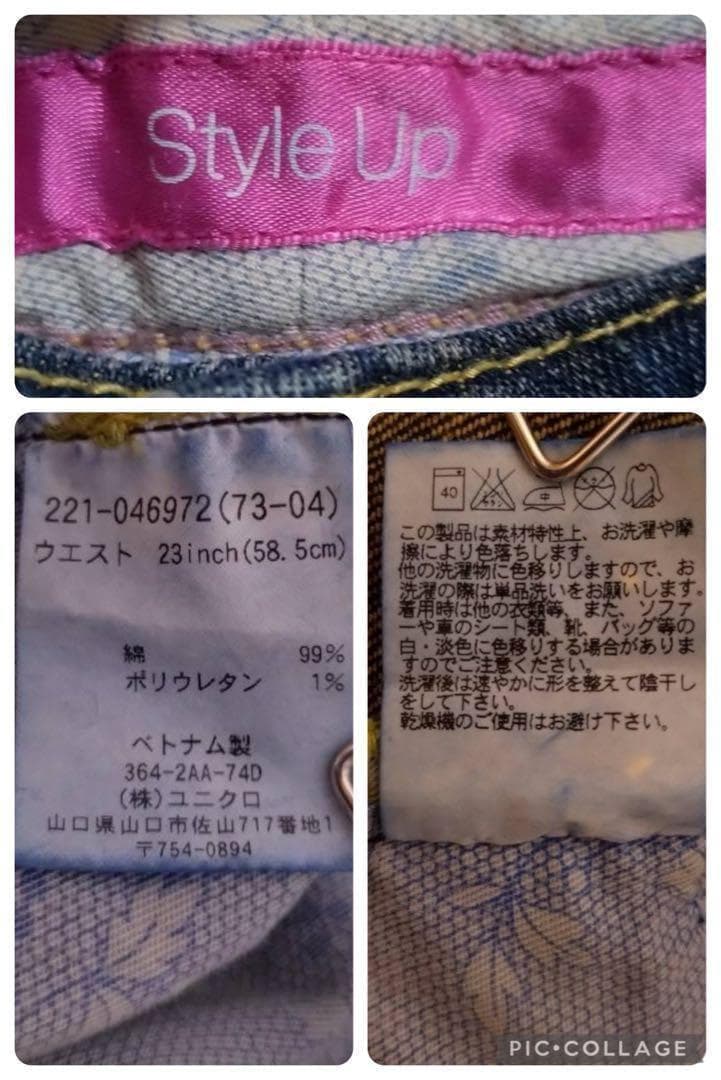 Style Up
221-046972(73-04)
ウエスト 23inch(58.5cm)
綿 99%
ポリウレタン 1%
ベトナム製
364-2AA-74D
(株)ユニクロ
山口県山口市佐山717番地1
〒754-0894
40
エンソサラシ
中
この製品は素材特性上、お洗濯や摩
擦により色落ちします。
他の洗濯物に色移りしますので、お
洗濯の際は単品洗いをお願いします。
着用時は他の衣類等、また、ソファ
ーや車のシート類、靴、バッグ等の
白・淡色に色移りする場合がありま
すのでご注意ください。
洗濯後は速やかに形を整えて陰干し
をして下さい。
乾燥機のご使用はお避け下さい。
PIC•COLLAGE